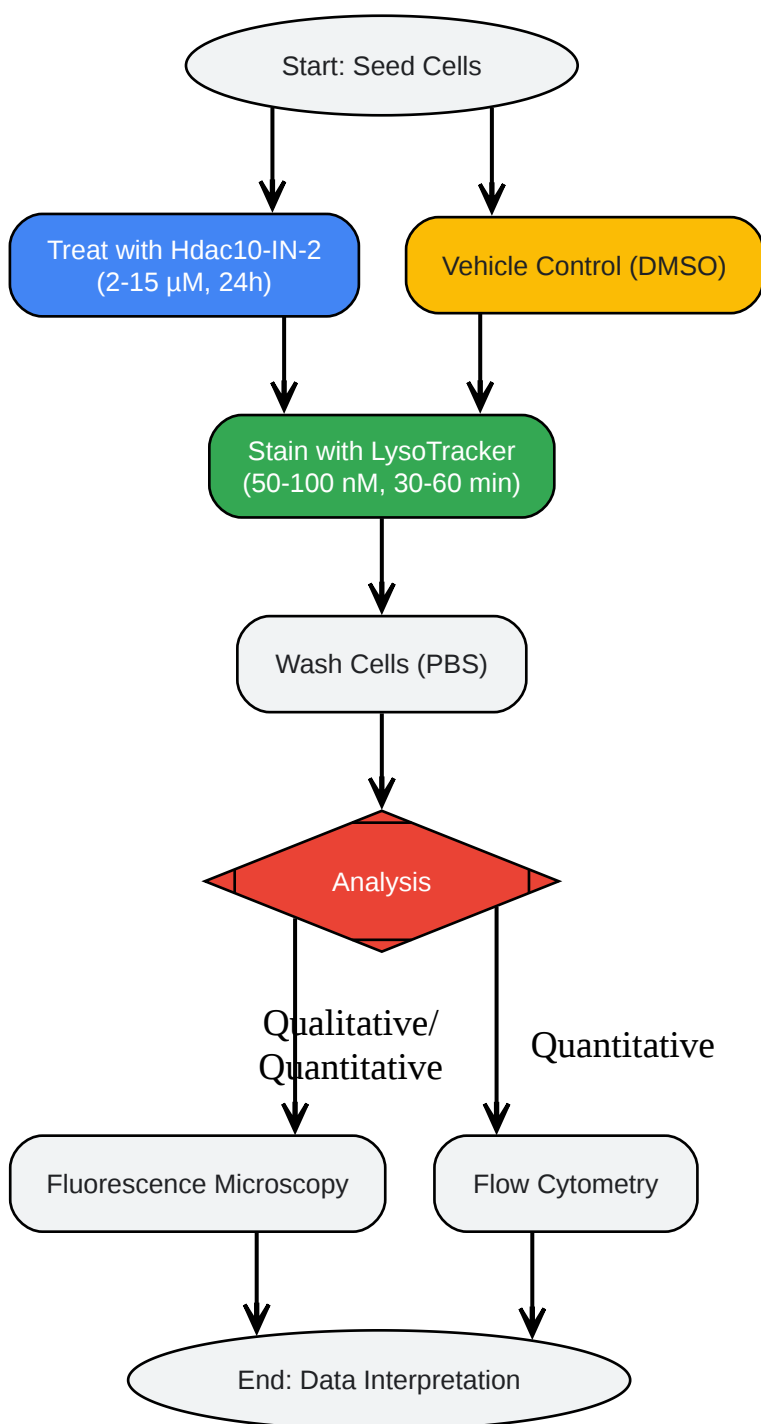 Start: Seed Cells
Treat with Hdac10-IN-2
(2-15 µM, 24h)
Vehicle Control (DMSO)
Stain with LysoTracker
(50-100 nM, 30-60 min)
Wash Cells (PBS)
Analysis
Qualitative/
Quantitative
Quantitative
Fluorescence Microscopy
Flow Cytometry
End: Data Interpretation